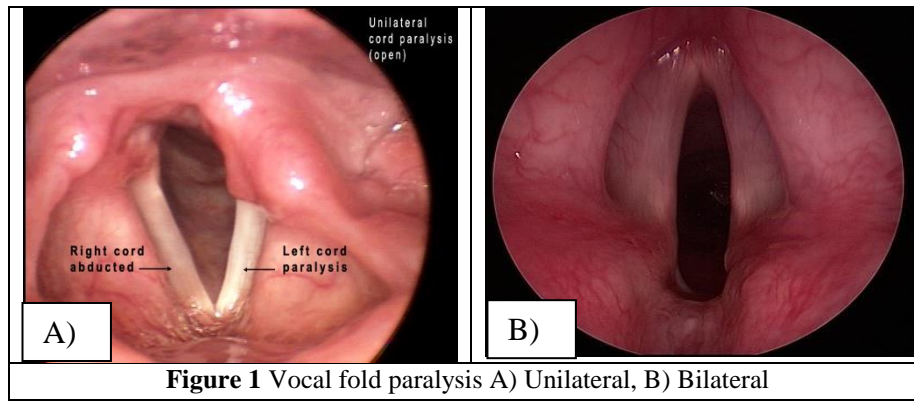 Unilateral
cord paralysis
(open)
Right cord
abducted
Left cord
paralysis
A)
B)
Figure 1 Vocal fold paralysis A) Unilateral, B) Bilateral